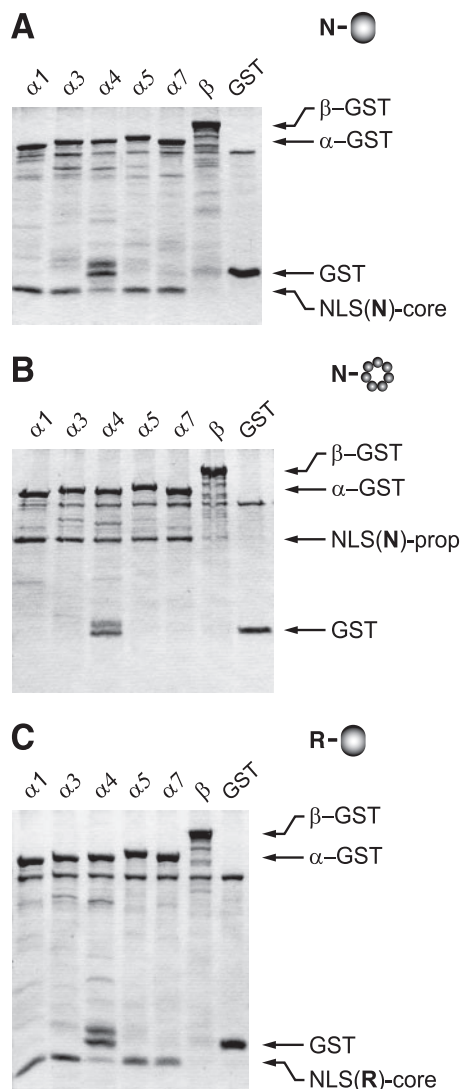 A
N-
α1 α3 α4 α5 α7 β GST
β–GST
α–GST
GST
NLS(N)-core
B
N-
α1 α3 α4 α5 α7 β GST
β–GST
α–GST
NLS(N)-prop
GST
C
R-
α1 α3 α4 α5 α7 β GST
β–GST
α–GST
GST
NLS(R)-core